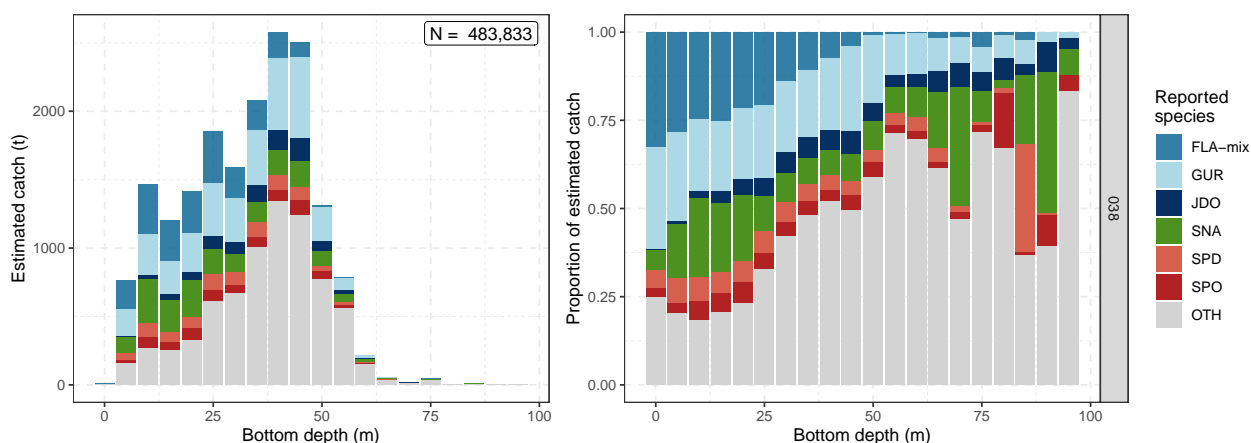 N = 483,833
Estimated catch (t)
2000
1000
0
0
25
50
75
100
Bottom depth (m)
Proportion of estimated catch
1.00
0.75
0.50
0.25
0.00
0
25
50
75
100
Bottom depth (m)
038
Reported
species
FLA−mix
GUR
JDO
SNA
SPD
SPO
OTH